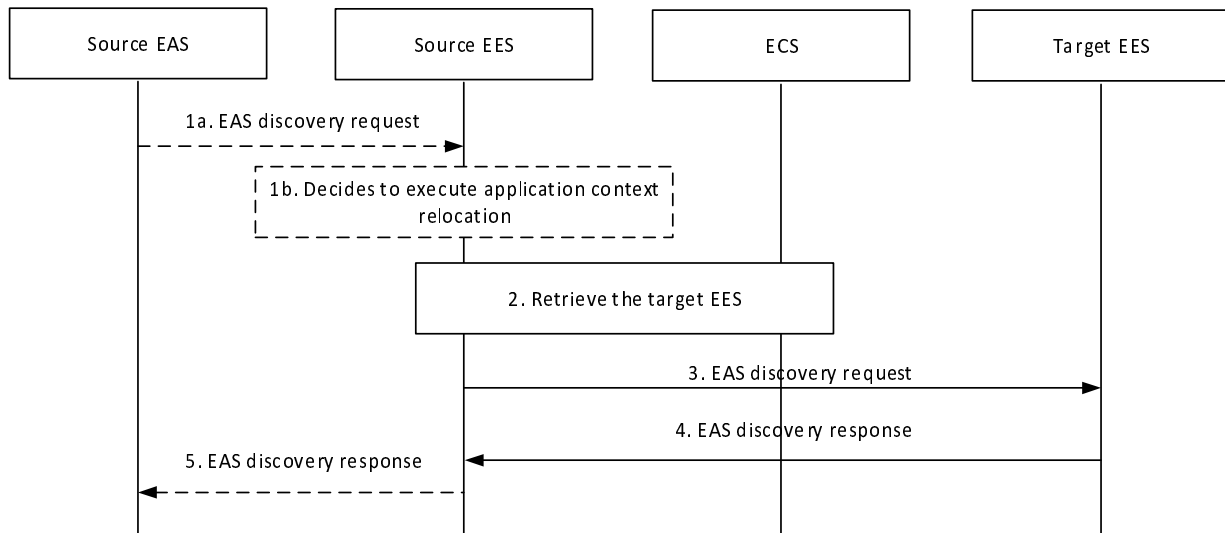 Source EAS
Source EES
ECS
Target EES
1a. EAS discovery request
1b. Decides to execute application context
relocation
2. Retrieve the target EES
3. EAS discovery request
4. EAS discovery response
5. EAS discovery response